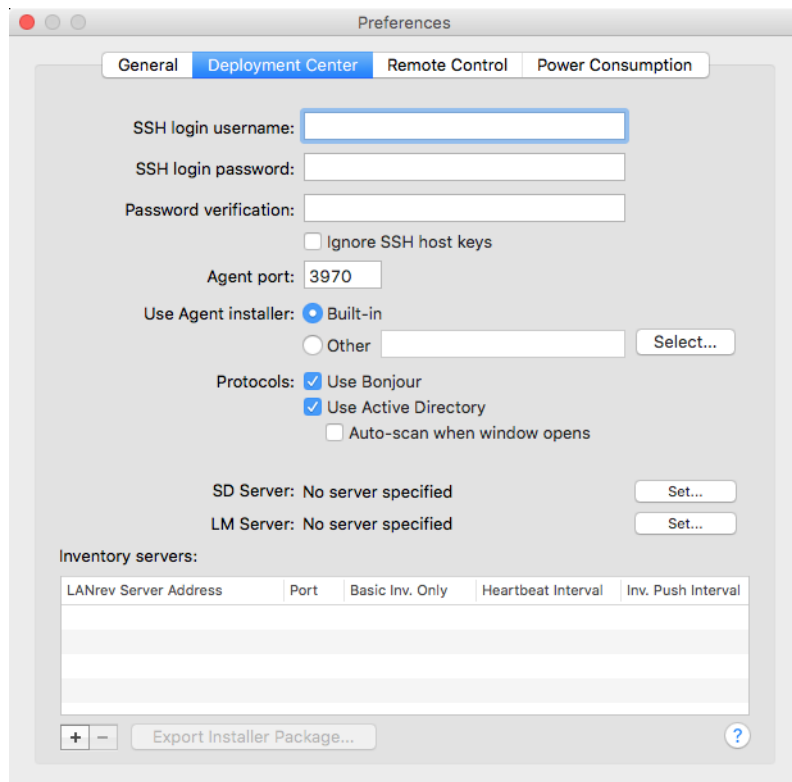 Preferences
General Deployment Center Remote Control Power Consumption
SSH login username:
SSH login password:
Password verification:
Ignore SSH host keys
Agent port: 3970
Use Agent installer: Built-in
Other Select...
Protocols: Use Bonjour
Use Active Directory
Auto-scan when window opens
SD Server: No server specified Set...
LM Server: No server specified Set...
Inventory servers:
LANrev Server Address Port Basic Inv. Only Heartbeat Interval Inv. Push Interval
+ − Export Installer Package... ?